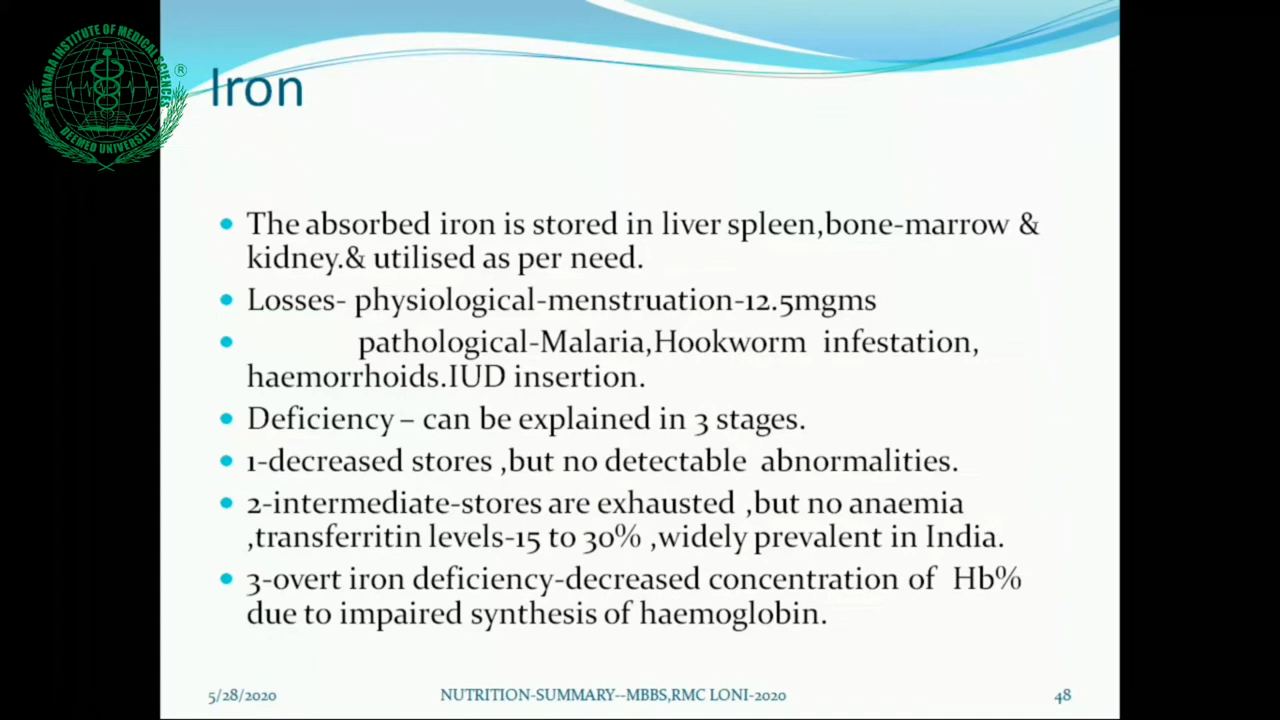 PRAVARA INSTITUTE OF MEDICAL SCIENCES
DEEMED UNIVERSITY
®
Iron
The absorbed iron is stored in liver spleen,bone-marrow &
kidney.& utilised as per need.
Losses- physiological-menstruation-12.5mgms
pathological-Malaria,Hookworm infestation,
haemorrhoids.IUD insertion.
Deficiency – can be explained in 3 stages.
1-decreased stores ,but no detectable abnormalities.
2-intermediate-stores are exhausted ,but no anaemia
,transferritin levels-15 to 30% ,widely prevalent in India.
3-overt iron deficiency-decreased concentration of Hb%
due to impaired synthesis of haemoglobin.
5/28/2020
NUTRITION-SUMMARY--MBBS,RMC LONI-2020
48